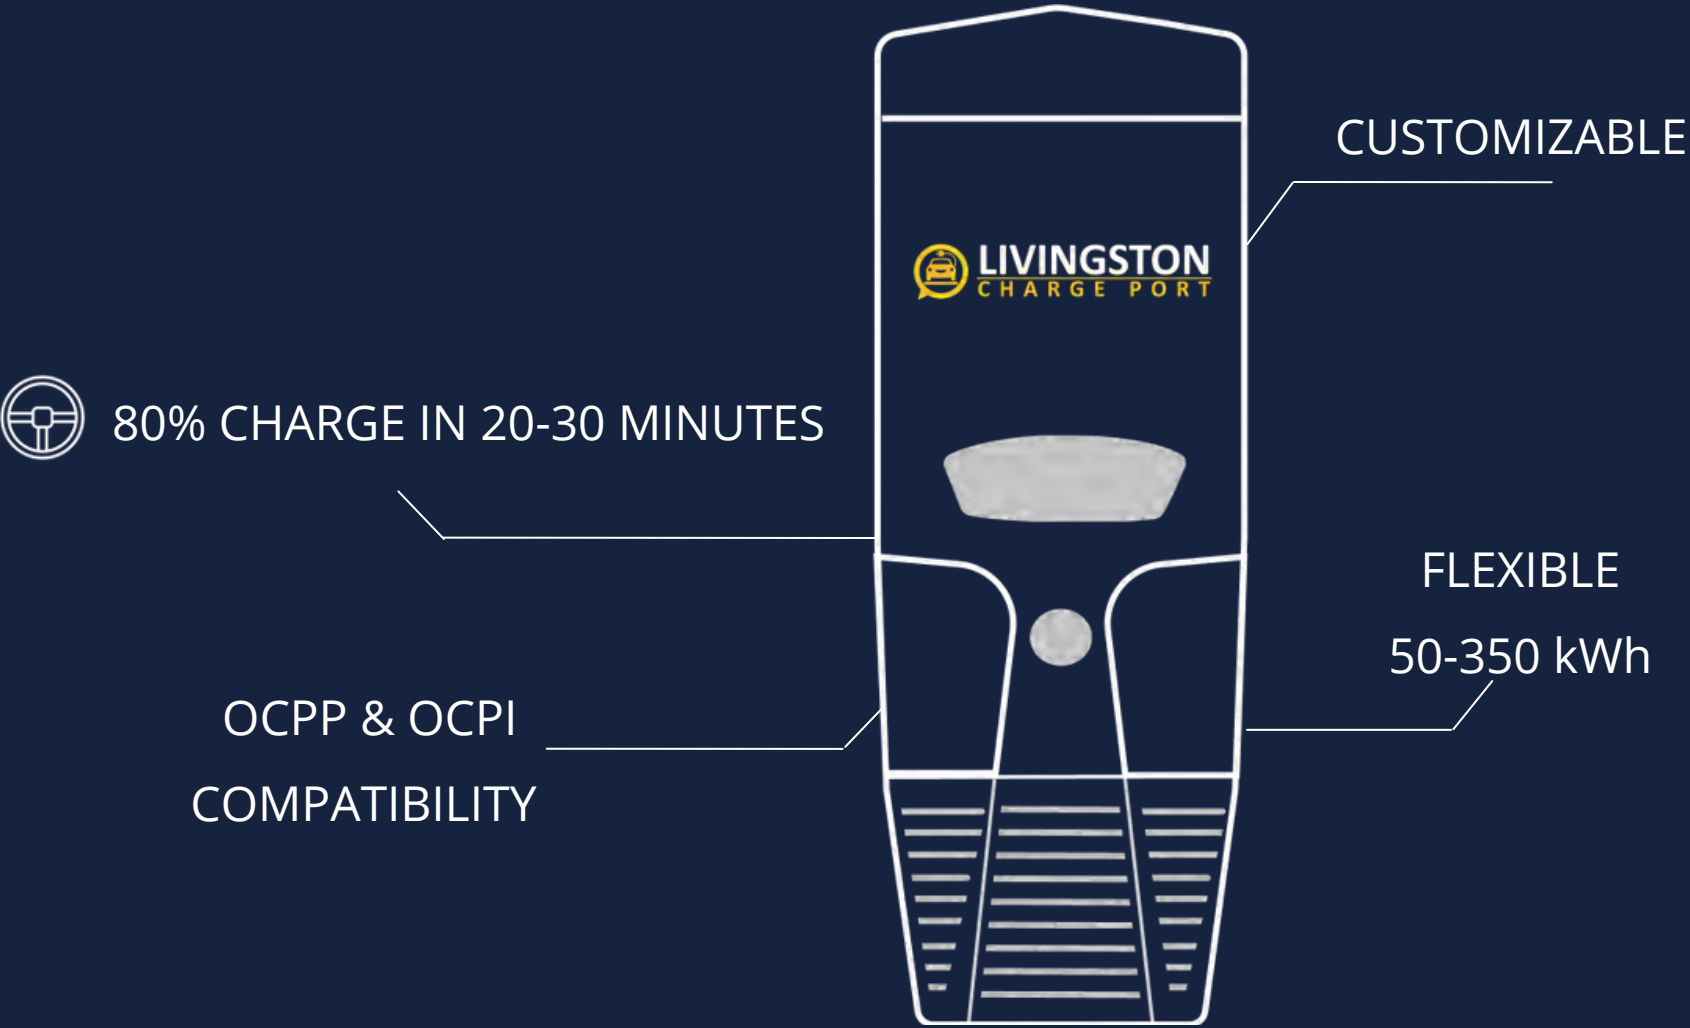 CUSTOMIZABLE
LIVINGSTON
CHARGE PORT
80% CHARGE IN 20-30 MINUTES
FLEXIBLE
50-350 kWh
OCPP & OCPI
COMPATIBILITY